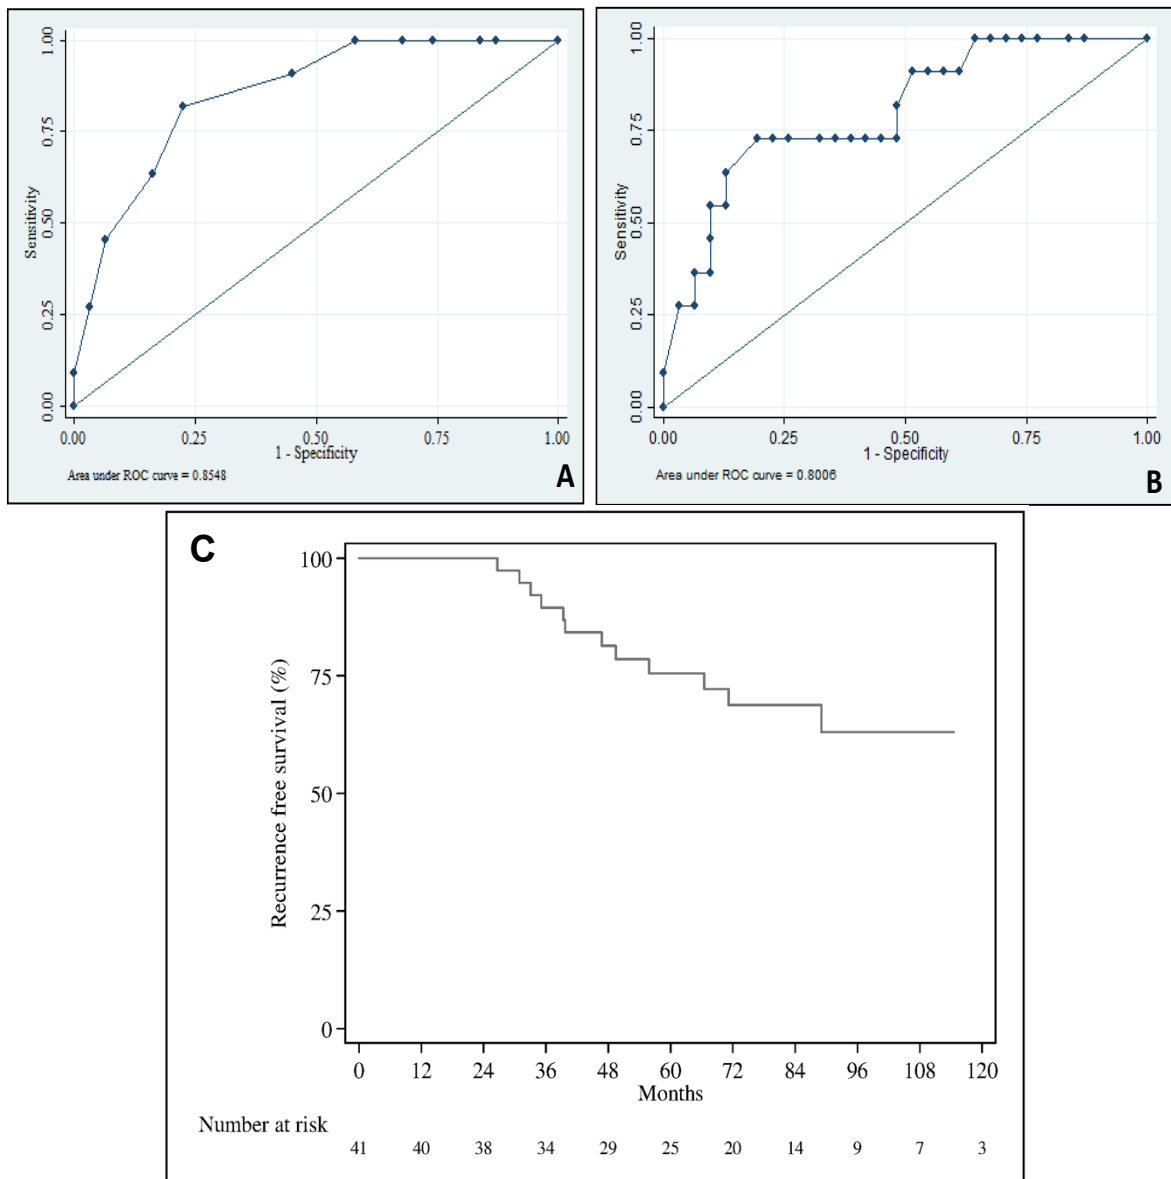 1.00
0.75
0.50
0.25
0.00
Sensitivity
0.00 0.25 0.50 0.75 1.00
1 - Specificity
Area under ROC curve = 0.8548
A
1.00
0.75
0.50
0.25
0.00
Sensitivity
0.00 0.25 0.50 0.75 1.00
1 - Specificity
Area under ROC curve = 0.8006
B
C
100
75
50
25
0
Recurrence free survival (%)
0 12 24 36 48 60 72 84 96 108 120
Months
Number at risk
41 40 38 34 29 25 20 14 9 7 3